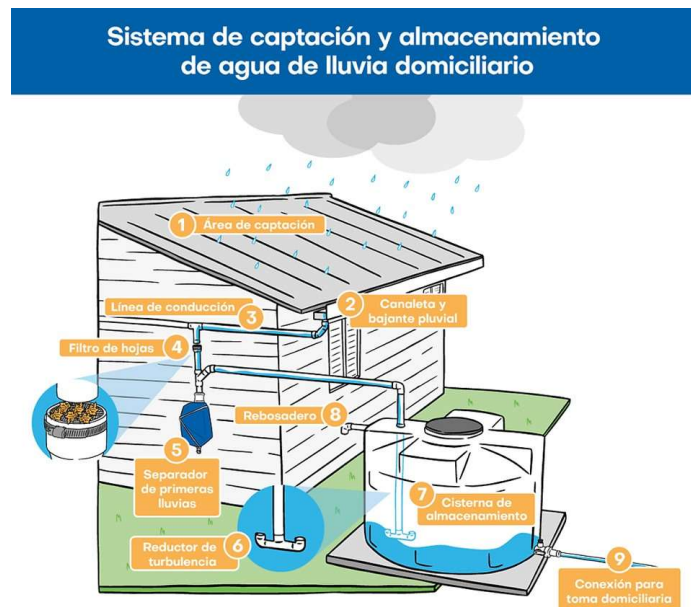 Sistema de captación y almacenamiento
de agua de lluvia domiciliario
1 Área de captación
2 Canaleta y
bajante pluvial
Línea de conducción
3
Filtro de hojas 4
5
Separador
de primeras
lluvias
Rebosadero 8
6
Reductor de
turbulencia
7 Cisterna de
almacenamiento
9
Conexión para
toma domiciliaria